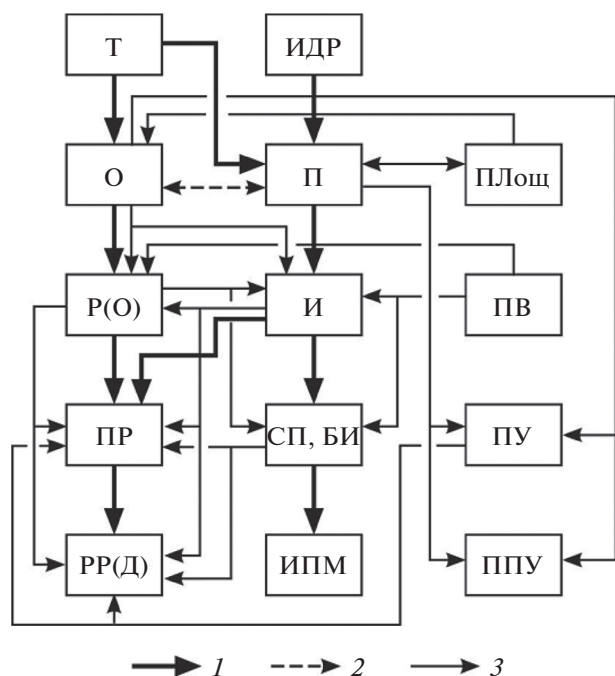 Т ИДР
О П ПЛощ
Р(О) И ПВ
ПР СП, БИ ПУ
РР(Д) ИПМ ППУ
1 2 3